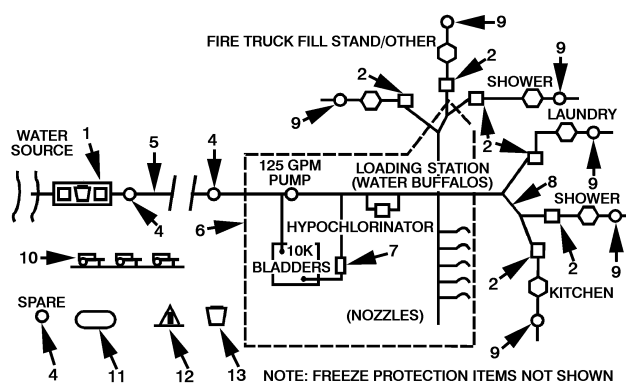 9
FIRE TRUCK FILL STAND/OTHER
2
2
9
SHOWER
9
2
LAUNDRY
WATER
SOURCE
1
5
4
125 GPM
PUMP
LOADING STATION
(WATER BUFFALOS)
2
9
8
SHOWER
4
6
HYPOCHLORINATOR
7
10K
BLADDERS
10
2
9
2
KITCHEN
SPARE
(NOZZLES)
9
4
11
12
13
NOTE: FREEZE PROTECTION ITEMS NOT SHOWN